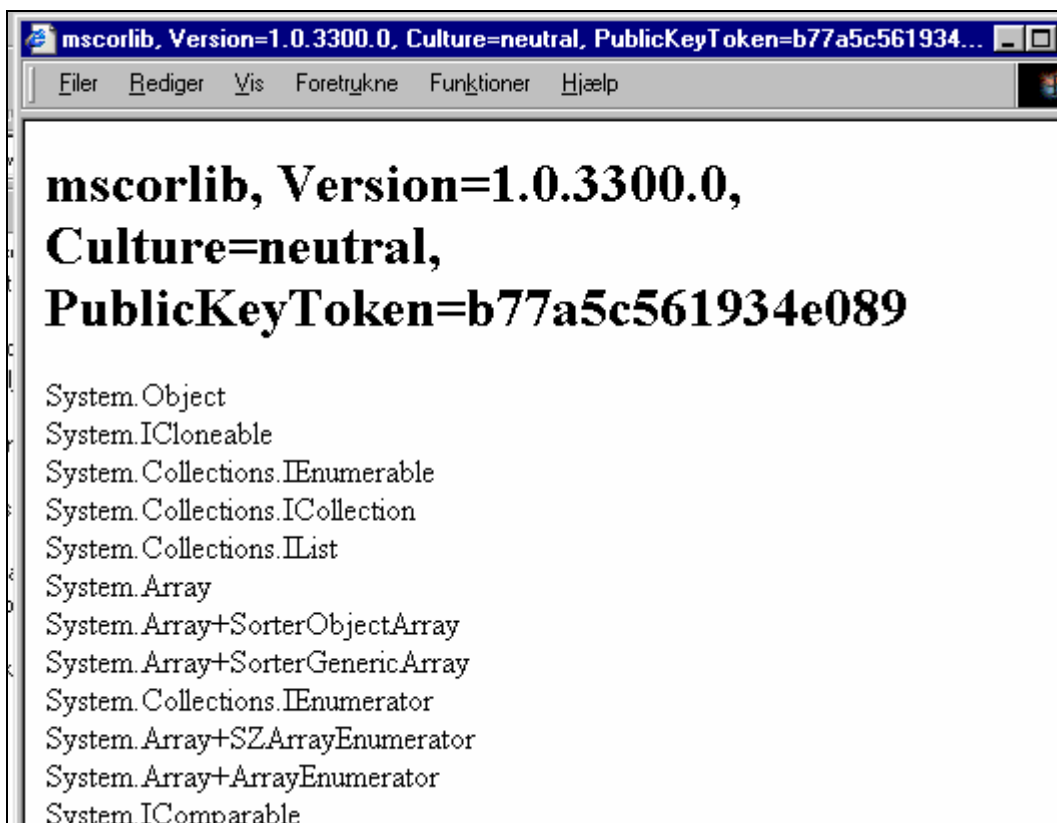 mscorlib, Version=1.0.3300.0, Culture=neutral, PublicKeyToken=b77a5c561934...
Filer Rediger Vis Foretrukne Funktioner Hjælp
mscorlib, Version=1.0.3300.0,
Culture=neutral,
PublicKeyToken=b77a5c561934e089
System.Object
System.ICloneable
System.Collections.IEnumerable
System.Collections.ICollection
System.Collections.IList
System.Array
System.Array+SorterObjectArray
System.Array+SorterGenericArray
System.Collections.IEnumerator
System.Array+SZArrayEnumerator
System.Array+ArrayEnumerator
System.IComparable